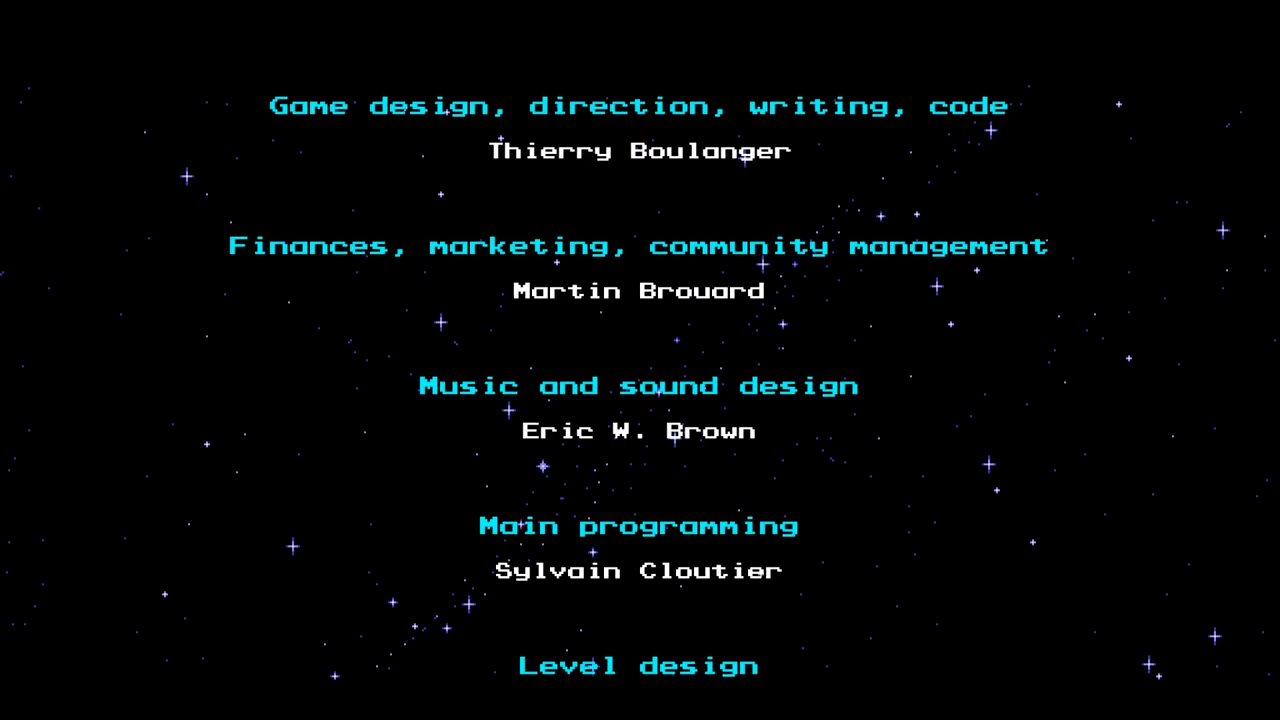 Game design, direction, writing, code
Thierry Boulanger
Finances, marketing, community management
Martin Brouard
Music and sound design
Eric W. Brown
Main programming
Sylvain Cloutier
Level design